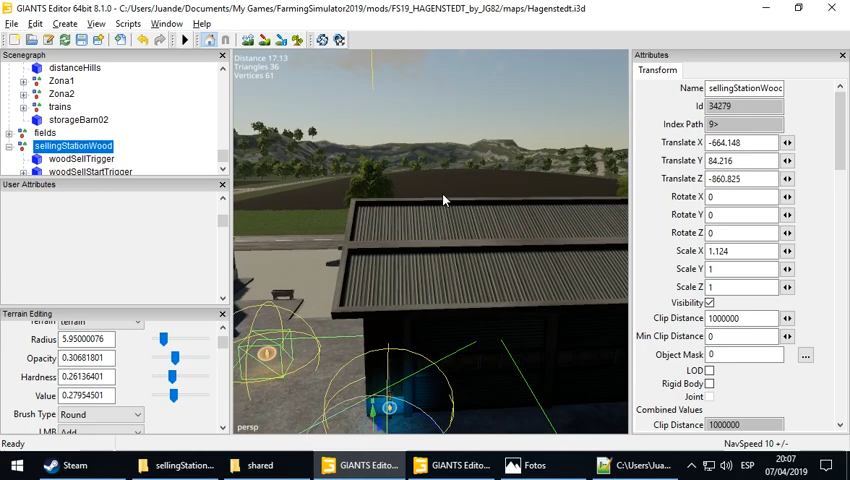 GIANTS Editor 64bit 8.1.0 - C:/Users/Juande/Documents/My Games/FarmingSimulator2019/mods/FS19_HAGENSTEDT_by_JG82/maps/Hagenstedt.i3d
File Edit Create View Scripts Window Help
Scenegraph
distanceHills
Zona1
Zona2
trains
storageBarn02
fields
sellingStationWood
woodSellTrigger
woodSellStartTrigger
User Attributes
Terrain Editing
Terrain terrain
Radius 5.95000076
Opacity 0.30681801
Hardness 0.26136401
Value 0.27954501
Brush Type Round
LMB Add
Distance 17.13
Triangles 36
Vertices 61
persp
Attributes
Transform
Name sellingStationWooc
Id 34279
Index Path 9>
Translate X -664.148
Translate Y 84.216
Translate Z -860.825
Rotate X 0
Rotate Y 0
Rotate Z 0
Scale X 1.124
Scale Y 1
Scale Z 1
Visibility
Clip Distance 1000000
Min Clip Distance 0
Object Mask 0 ...
LOD
Rigid Body
Joint
Combined Values
Clip Distance 1000000
Ready NavSpeed 10 +/-
Steam sellingStation... shared GIANTS Edito... GIANTS Edito... Fotos C:\Users\Jua... ESP 20:07
07/04/2019